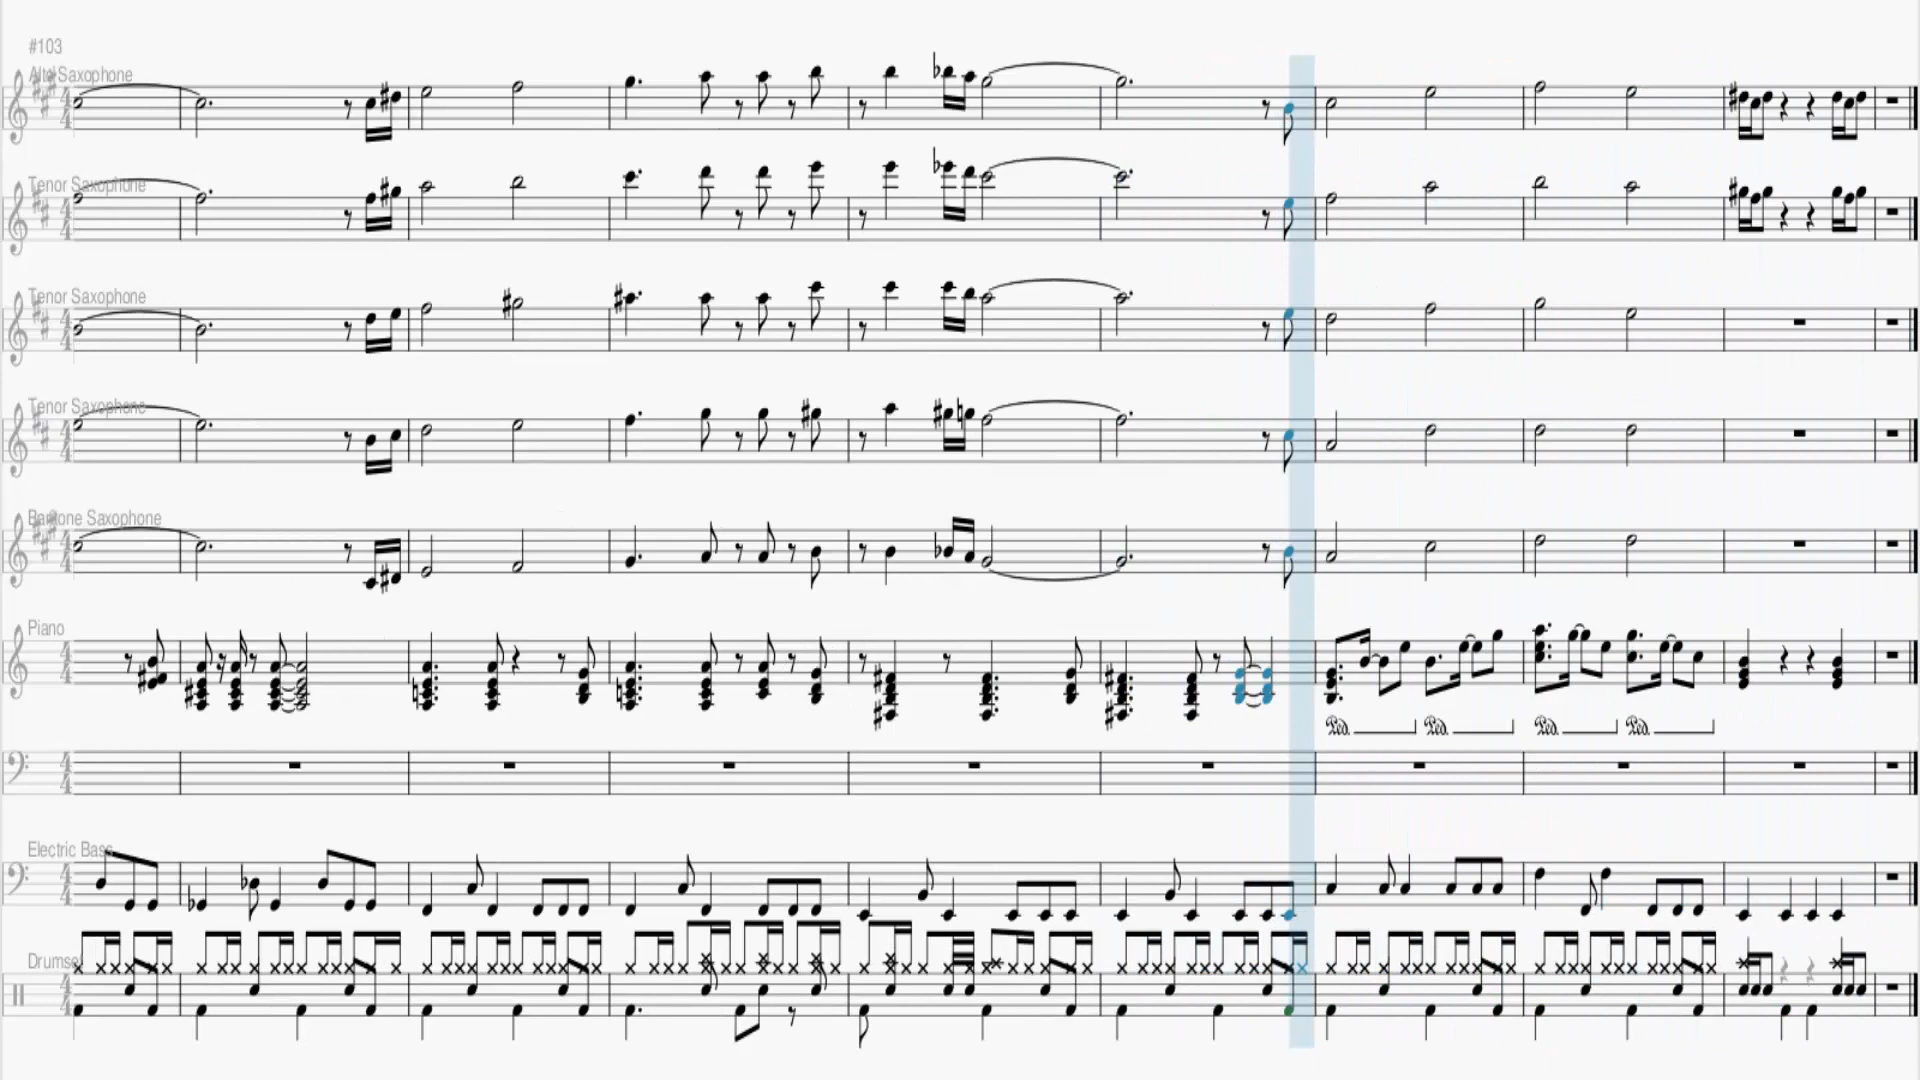 #103
Alto Saxophone
Tenor Saxophone
Tenor Saxophone
Tenor Saxophone
Baritone Saxophone
Piano
Electric Bass
Drumset